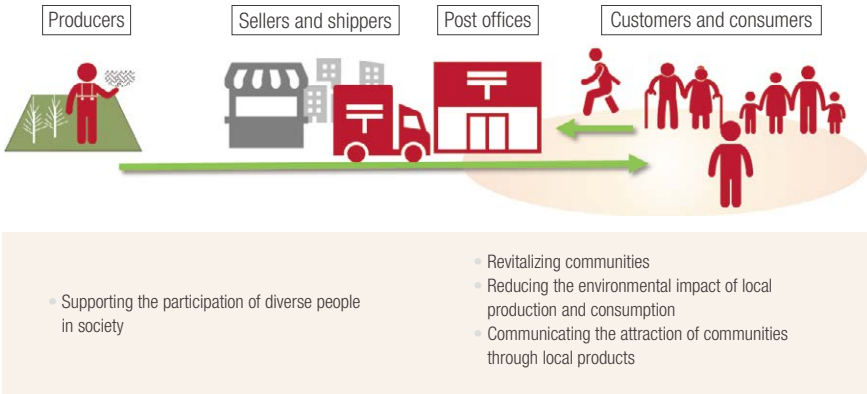 Producers
Sellers and shippers
Post offices
Customers and consumers
〒
〒
• Supporting the participation of diverse people
in society
• Revitalizing communities
• Reducing the environmental impact of local
production and consumption
• Communicating the attraction of communities
through local products